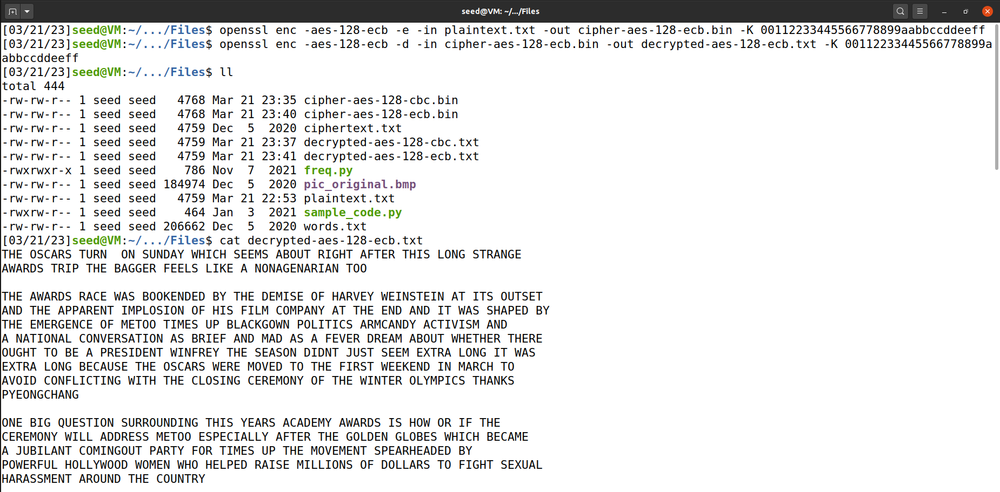 seed@VM: ~/.../Files
[03/21/23]seed@VM:~/.../Files$ openssl enc -aes-128-ecb -e -in plaintext.txt -out cipher-aes-128-ecb.bin -K 00112233445566778899aabbccddeeff
[03/21/23]seed@VM:~/.../Files$ openssl enc -aes-128-ecb -d -in cipher-aes-128-ecb.bin -out decrypted-aes-128-ecb.txt -K 00112233445566778899a
abbccddeeff
[03/21/23]seed@VM:~/.../Files$ ll
total 444
-rw-rw-r-- 1 seed seed   4768 Mar 21 23:35 cipher-aes-128-cbc.bin
-rw-rw-r-- 1 seed seed   4768 Mar 21 23:40 cipher-aes-128-ecb.bin
-rw-rw-r-- 1 seed seed   4759 Dec  5  2020 ciphertext.txt
-rw-rw-r-- 1 seed seed   4759 Mar 21 23:37 decrypted-aes-128-cbc.txt
-rw-rw-r-- 1 seed seed   4759 Mar 21 23:41 decrypted-aes-128-ecb.txt
-rwxrwxr-x 1 seed seed    786 Nov  7  2021 freq.py
-rw-rw-r-- 1 seed seed 184974 Dec  5  2020 pic_original.bmp
-rw-rw-r-- 1 seed seed   4759 Mar 21 22:53 plaintext.txt
-rwxrw-r-- 1 seed seed    464 Jan  3  2021 sample_code.py
-rw-rw-r-- 1 seed seed 206662 Dec  5  2020 words.txt
[03/21/23]seed@VM:~/.../Files$ cat decrypted-aes-128-ecb.txt
THE OSCARS TURN  ON SUNDAY WHICH SEEMS ABOUT RIGHT AFTER THIS LONG STRANGE
AWARDS TRIP THE BAGGER FEELS LIKE A NONAGENARIAN TOO

THE AWARDS RACE WAS BOOKENDED BY THE DEMISE OF HARVEY WEINSTEIN AT ITS OUTSET
AND THE APPARENT IMPLOSION OF HIS FILM COMPANY AT THE END AND IT WAS SHAPED BY
THE EMERGENCE OF METOO TIMES UP BLACKGOWN POLITICS ARMCANDY ACTIVISM AND
A NATIONAL CONVERSATION AS BRIEF AND MAD AS A FEVER DREAM ABOUT WHETHER THERE
OUGHT TO BE A PRESIDENT WINFREY THE SEASON DIDNT JUST SEEM EXTRA LONG IT WAS
EXTRA LONG BECAUSE THE OSCARS WERE MOVED TO THE FIRST WEEKEND IN MARCH TO
AVOID CONFLICTING WITH THE CLOSING CEREMONY OF THE WINTER OLYMPICS THANKS
PYEONGCHANG

ONE BIG QUESTION SURROUNDING THIS YEARS ACADEMY AWARDS IS HOW OR IF THE
CEREMONY WILL ADDRESS METOO ESPECIALLY AFTER THE GOLDEN GLOBES WHICH BECAME
A JUBILANT COMINGOUT PARTY FOR TIMES UP THE MOVEMENT SPEARHEADED BY
POWERFUL HOLLYWOOD WOMEN WHO HELPED RAISE MILLIONS OF DOLLARS TO FIGHT SEXUAL
HARASSMENT AROUND THE COUNTRY